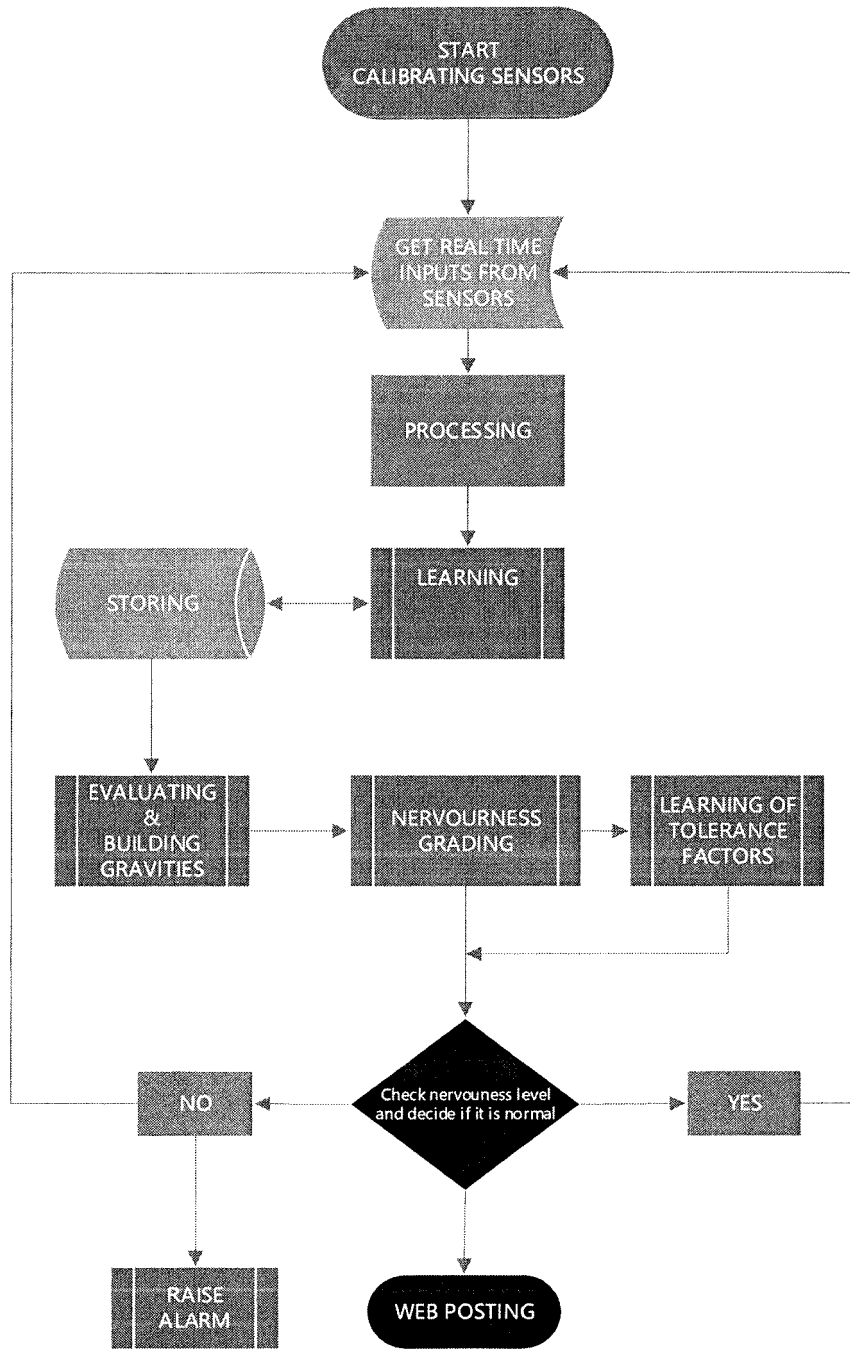 START
CALIBRATING SENSORS
GET REAL TIME
INPUTS FROM
SENSORS
PROCESSING
LEARNING
STORING
EVALUATING
&
BUILDING
GRAVITIES
NERVOURNESS
GRADING
LEARNING OF
TOLERANCE
FACTORS
Check nervouness level
and decide if it is normal
NO
YES
RAISE
ALARM
WEB POSTING